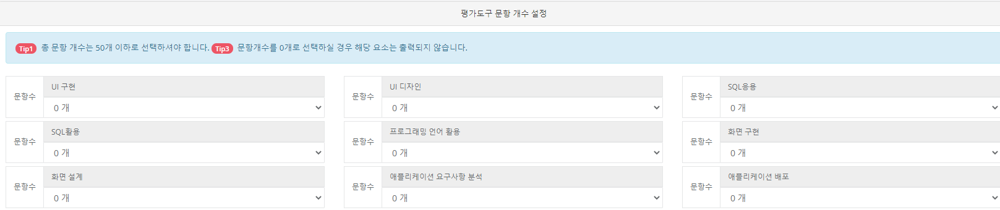 평가도구 문항 개수 설정
Tip1 총 문항 개수는 50개 이하로 선택하셔야 합니다. Tip3 문항개수를 0개로 선택하실 경우 해당 요소는 출력되지 않습니다.
문항수 UI 구현
0 개
문항수 UI 디자인
0 개
문항수 SQL응용
0 개
문항수 SQL활용
0 개
문항수 프로그래밍 언어 활용
0 개
문항수 화면 구현
0 개
문항수 화면 설계
0 개
문항수 애플리케이션 요구사항 분석
0 개
문항수 애플리케이션 배포
0 개